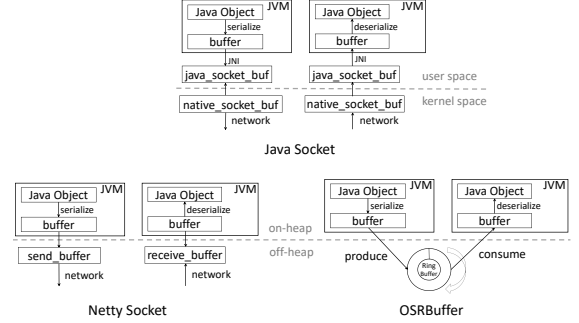 JVM
Java Object
serialize
buffer
JNI
java_socket_buf
native_socket_buf
network
JVM
Java Object
deserialize
buffer
JNI
java_socket_buf
native_socket_buf
network
user space
kernel space
Java Socket
JVM
Java Object
serialize
buffer
send_buffer
network
JVM
Java Object
deserialize
buffer
receive_buffer
network
on-heap
off-heap
Netty Socket
JVM
Java Object
serialize
buffer
produce
Ring
Buffer
JVM
Java Object
deserialize
buffer
consume
OSRBuffer